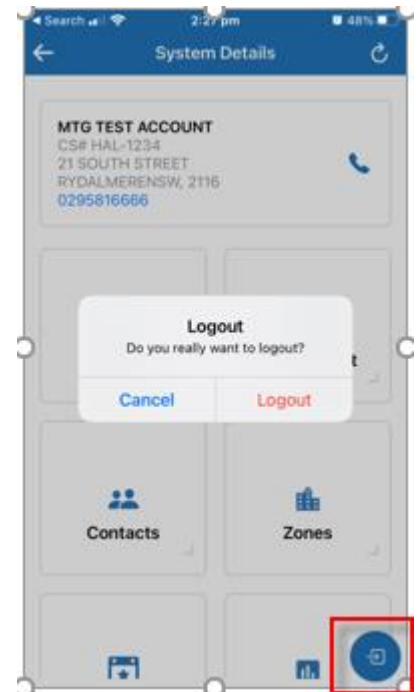 Search
2:27 pm
48%
System Details
MTG TEST ACCOUNT
CS# HAL-1234
21 SOUTH STREET
RYDALMERENSW, 2116
0295816666
Logout
Do you really want to logout?
t
Cancel
Logout
Contacts
Zones